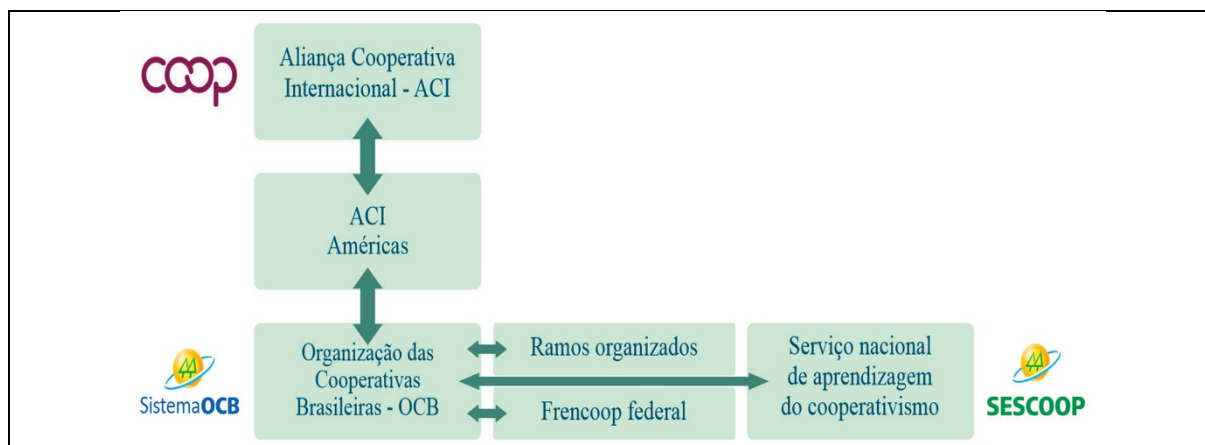 coop
Aliança Cooperativa
Internacional - ACI
ACI
Américas
Organização das
Cooperativas
Brasileiras - OCB
Ramos organizados
Frencoop federal
Serviço nacional
de aprendizagem
do cooperativismo
SistemaOCB
SESCOOP